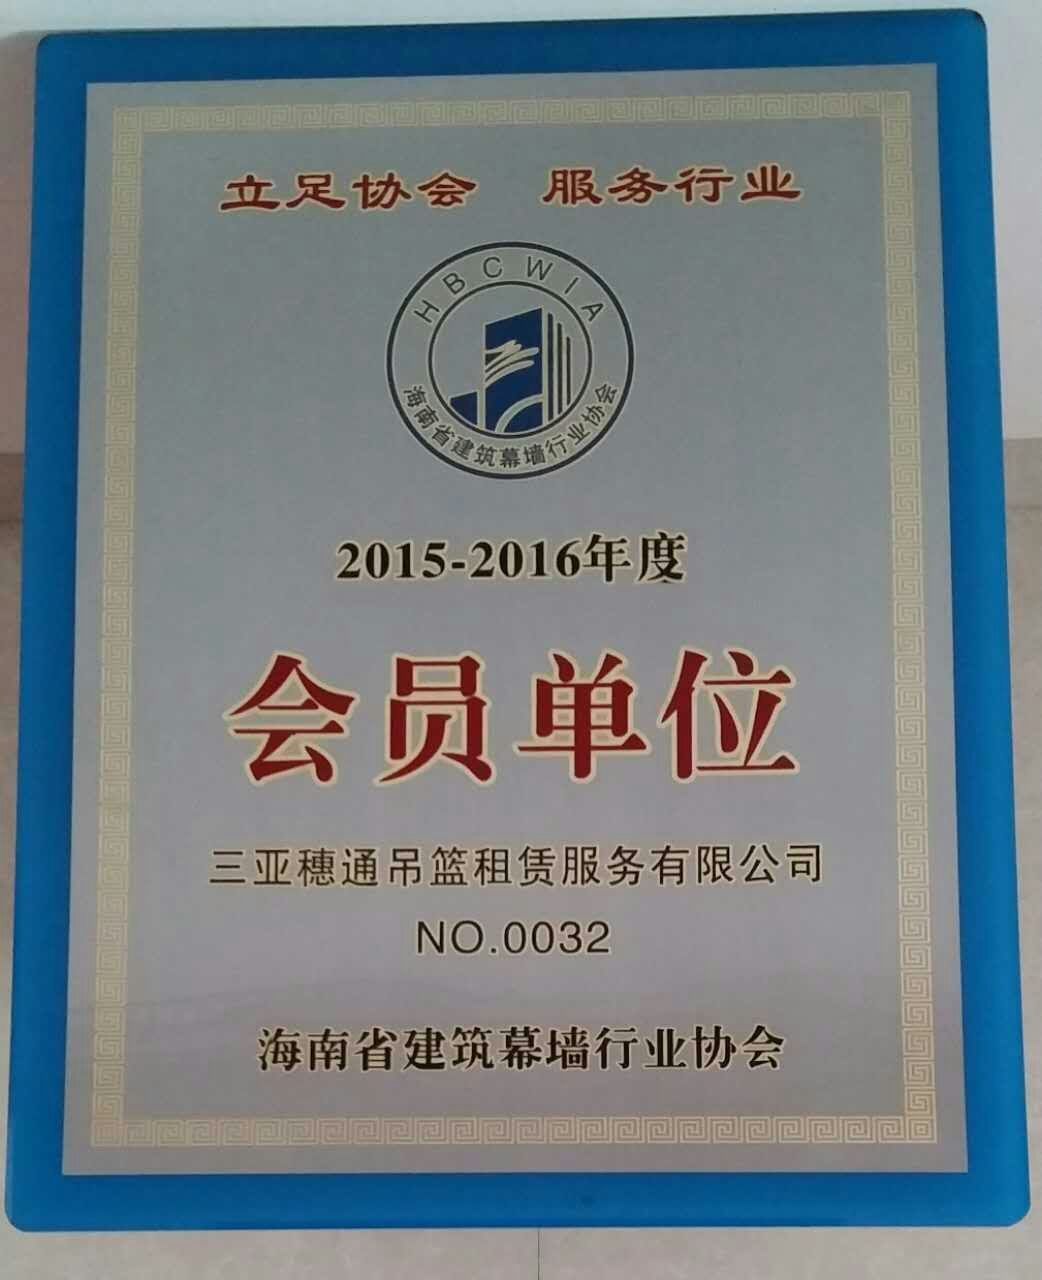 立足协会 服务行业
HBCWIA
海南省建筑幕墙行业协会
2015-2016年度
会员单位
三亚穗通吊篮租赁服务有限公司
NO.0032
海南省建筑幕墙行业协会